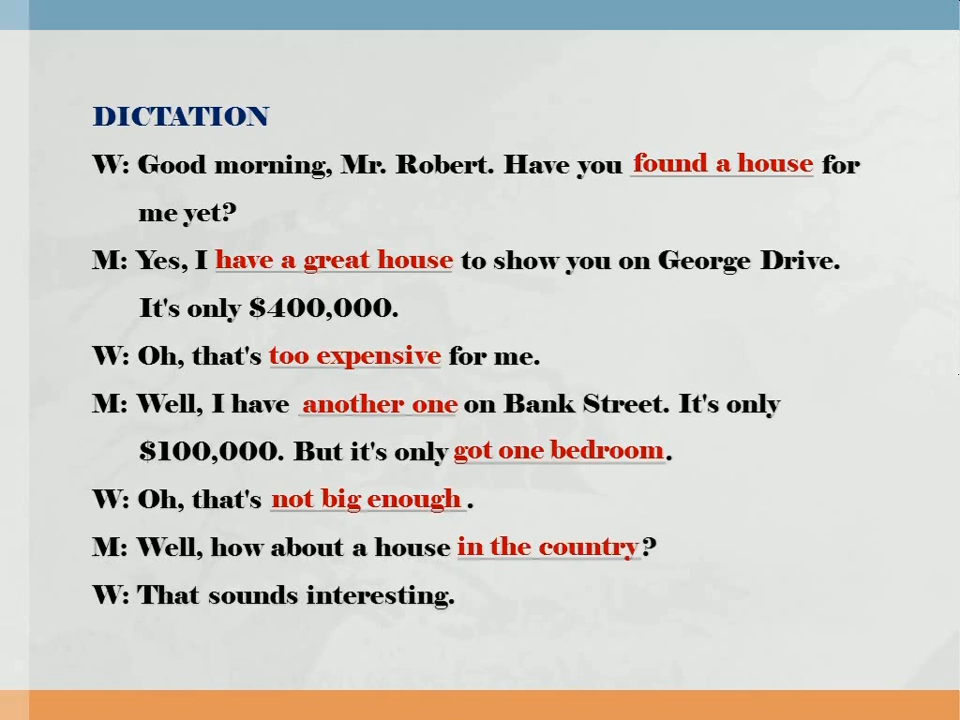 DICTATION
W: Good morning, Mr. Robert. Have you found a house for
me yet?
M: Yes, I have a great house to show you on George Drive.
It's only $400,000.
W: Oh, that's too expensive for me.
M: Well, I have another one on Bank Street. It's only
$100,000. But it's only got one bedroom.
W: Oh, that's not big enough.
M: Well, how about a house in the country?
W: That sounds interesting.